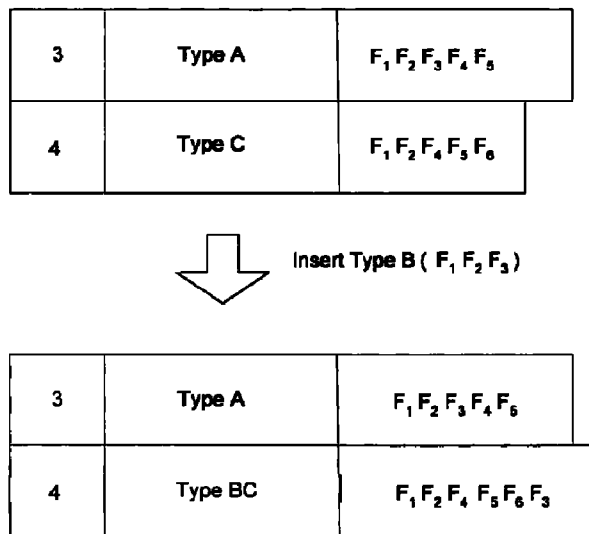 3 Type A F₁ F₂ F₃ F₄ F₅
4 Type C F₁ F₂ F₄ F₅ F₆
Insert Type B ( F₁ F₂ F₃ )
3 Type A F₁ F₂ F₃ F₄ F₅
4 Type BC F₁ F₂ F₄ F₅ F₆ F₃